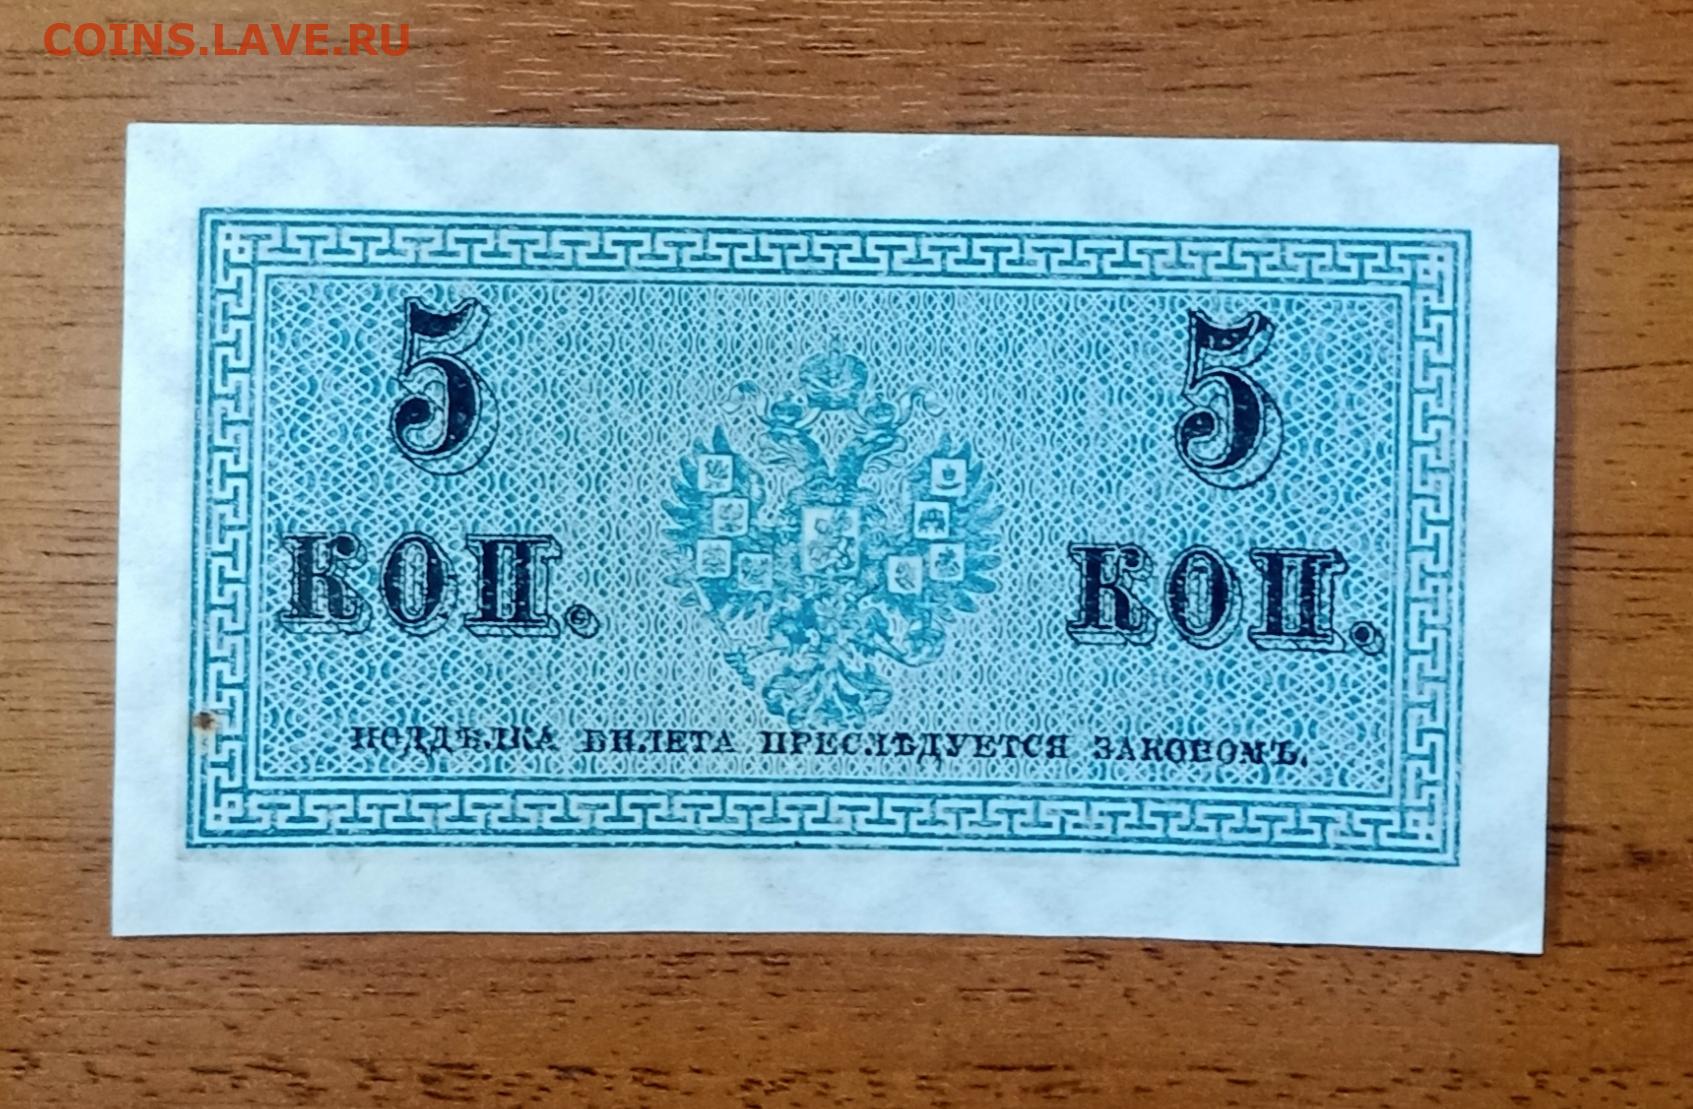 COINS.LAVE.RU
5 5
КОП. КОП.
ПОДДѢЛКА БИЛЕТА ПРЕСЛѢДУЕТСЯ ЗАКОНОМЪ.